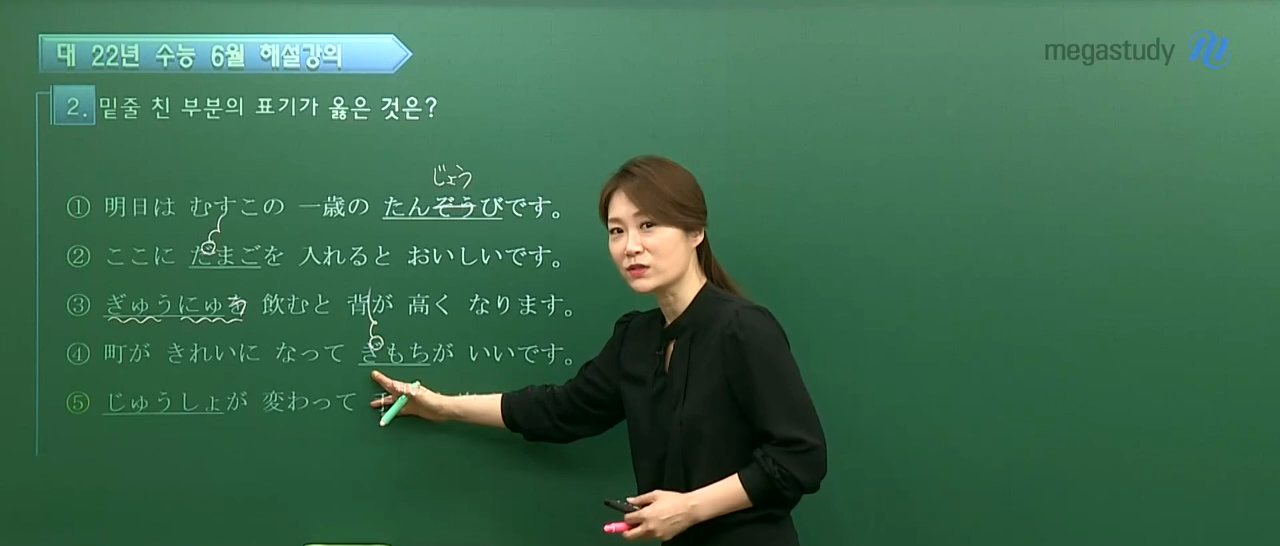 대 22년 수능 6월 해설강의
megastudy
2. 밑줄 친 부분의 표기가 옳은 것은?
じょう
① 明日は むすこの 一歳の たんぞうびです。
② ここに だまごを 入れると おいしいです。
③ ぎゅうにゅを 飲むと 背が 高く なります。
④ 町が きれいに なって ぎもちが いいです。
⑤ じゅうしょが 変わって